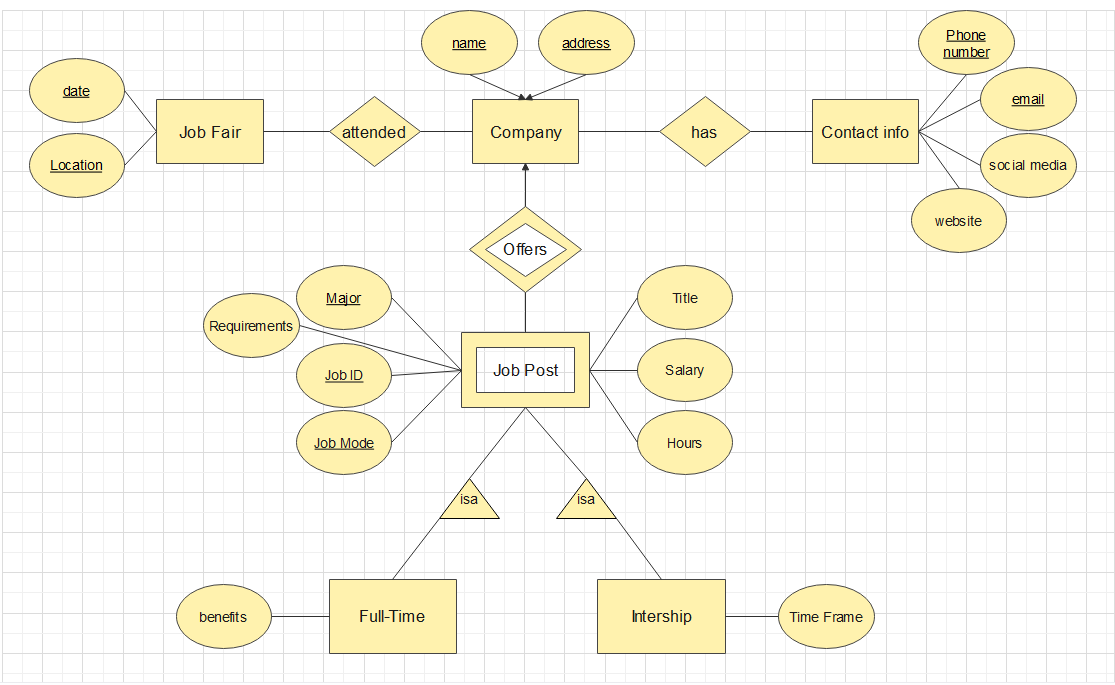 name
address
Phone
number
date
email
Job Fair
attended
Company
has
Contact info
Location
social media
website
Offers
Major
Title
Requirements
Job ID
Job Post
Salary
Job Mode
Hours
isa
isa
benefits
Full-Time
Intership
Time Frame